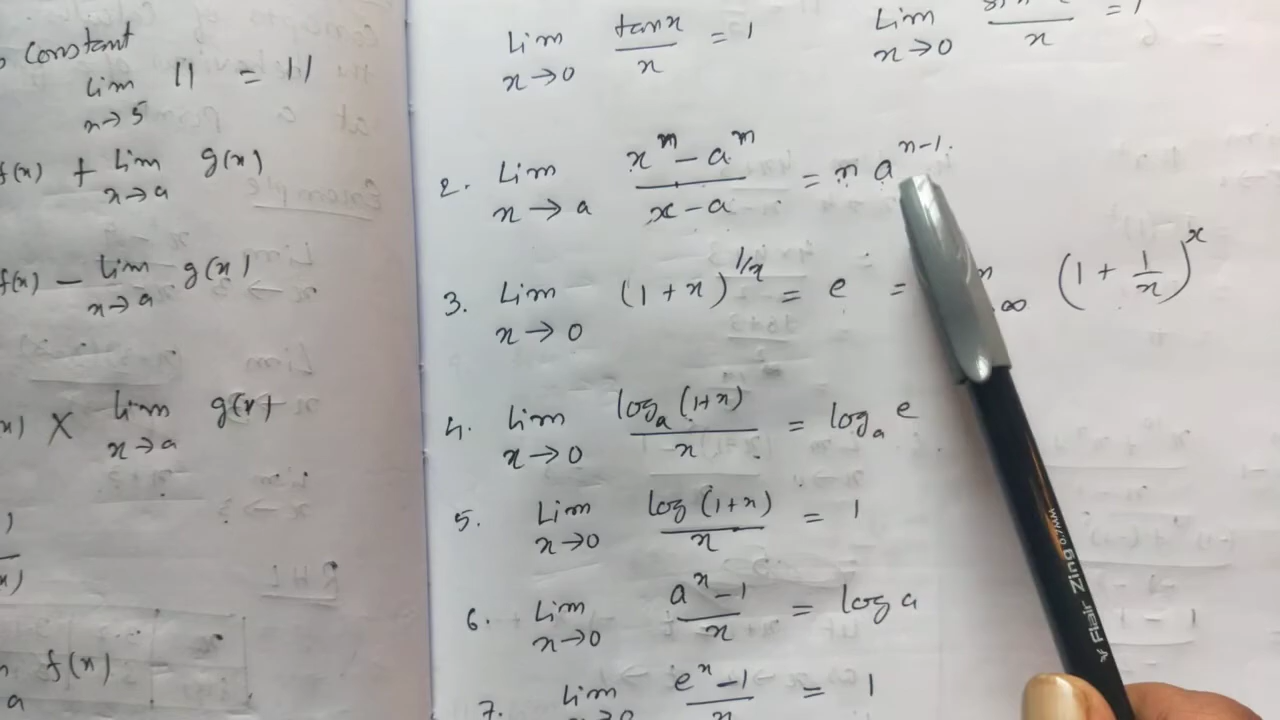 constant
lim 11 = 11
x→5
f(x) + lim g(x)
x→a
f(x) − lim g(x)
x→a
x) X lim g(x)
x→a
f(x)
a
Lim tanx/x = 1
x→0
Lim /x = 1
x→0
2. Lim x^m − a^m / x − a = n a^(n−1).
x→a
3. Lim (1+x)^(1/x) = e = ∞ (1 + 1/x)^x
x→0
4. Lim log_a (1+x) / x = log_a e
x→0
5. Lim log (1+x) / x = 1
x→0
6. Lim a^x − 1 / x = log a
x→0
7. Lim e^x − 1 / x = 1
x→0
Flair- Zing